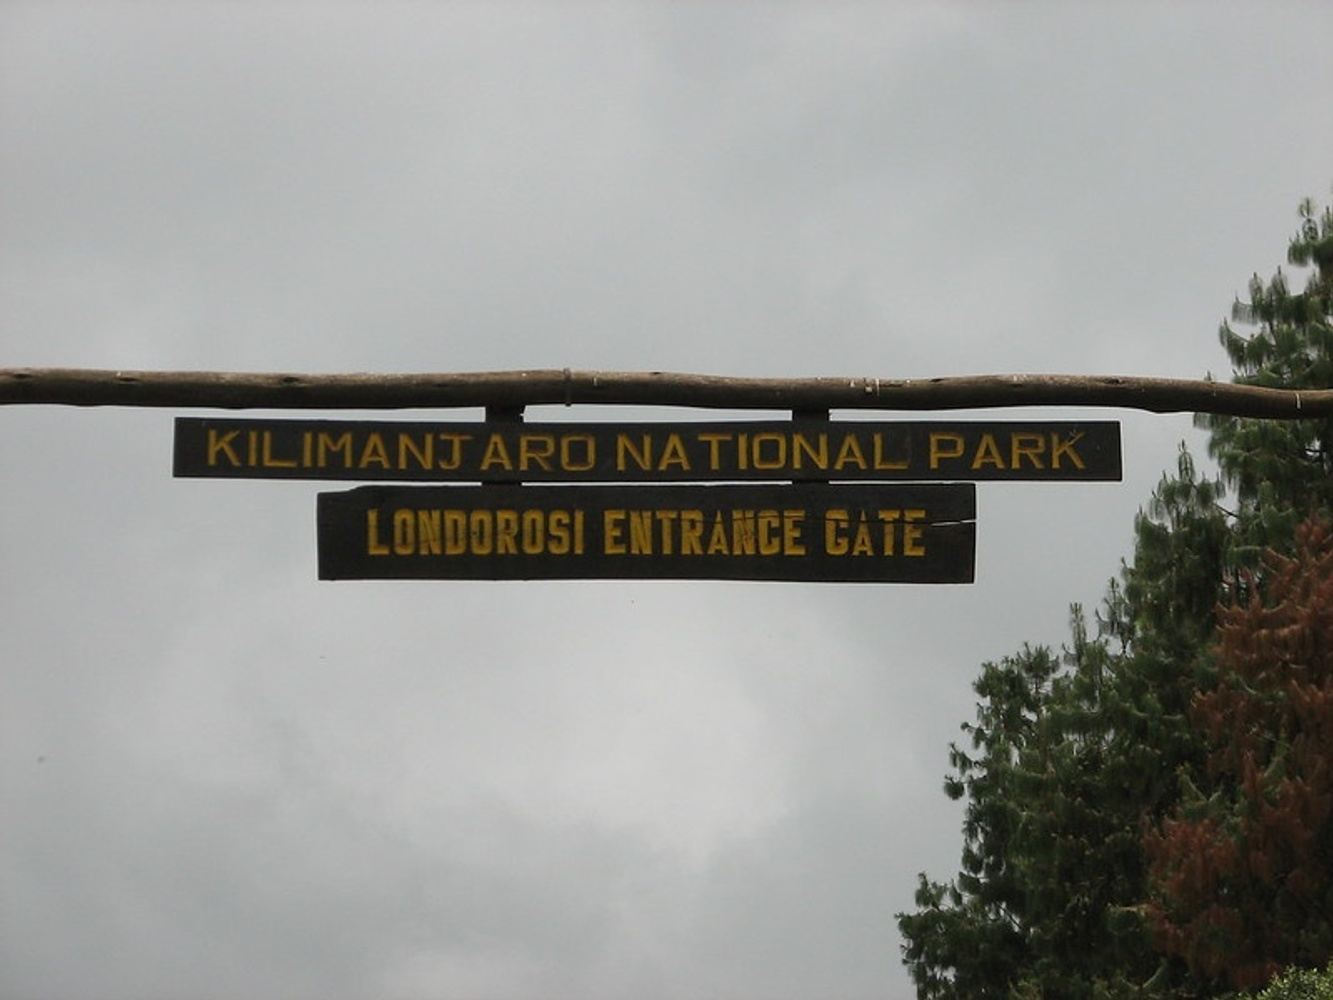 KILIMANJARO NATIONAL PARK
LONDOROSI ENTRANCE GATE